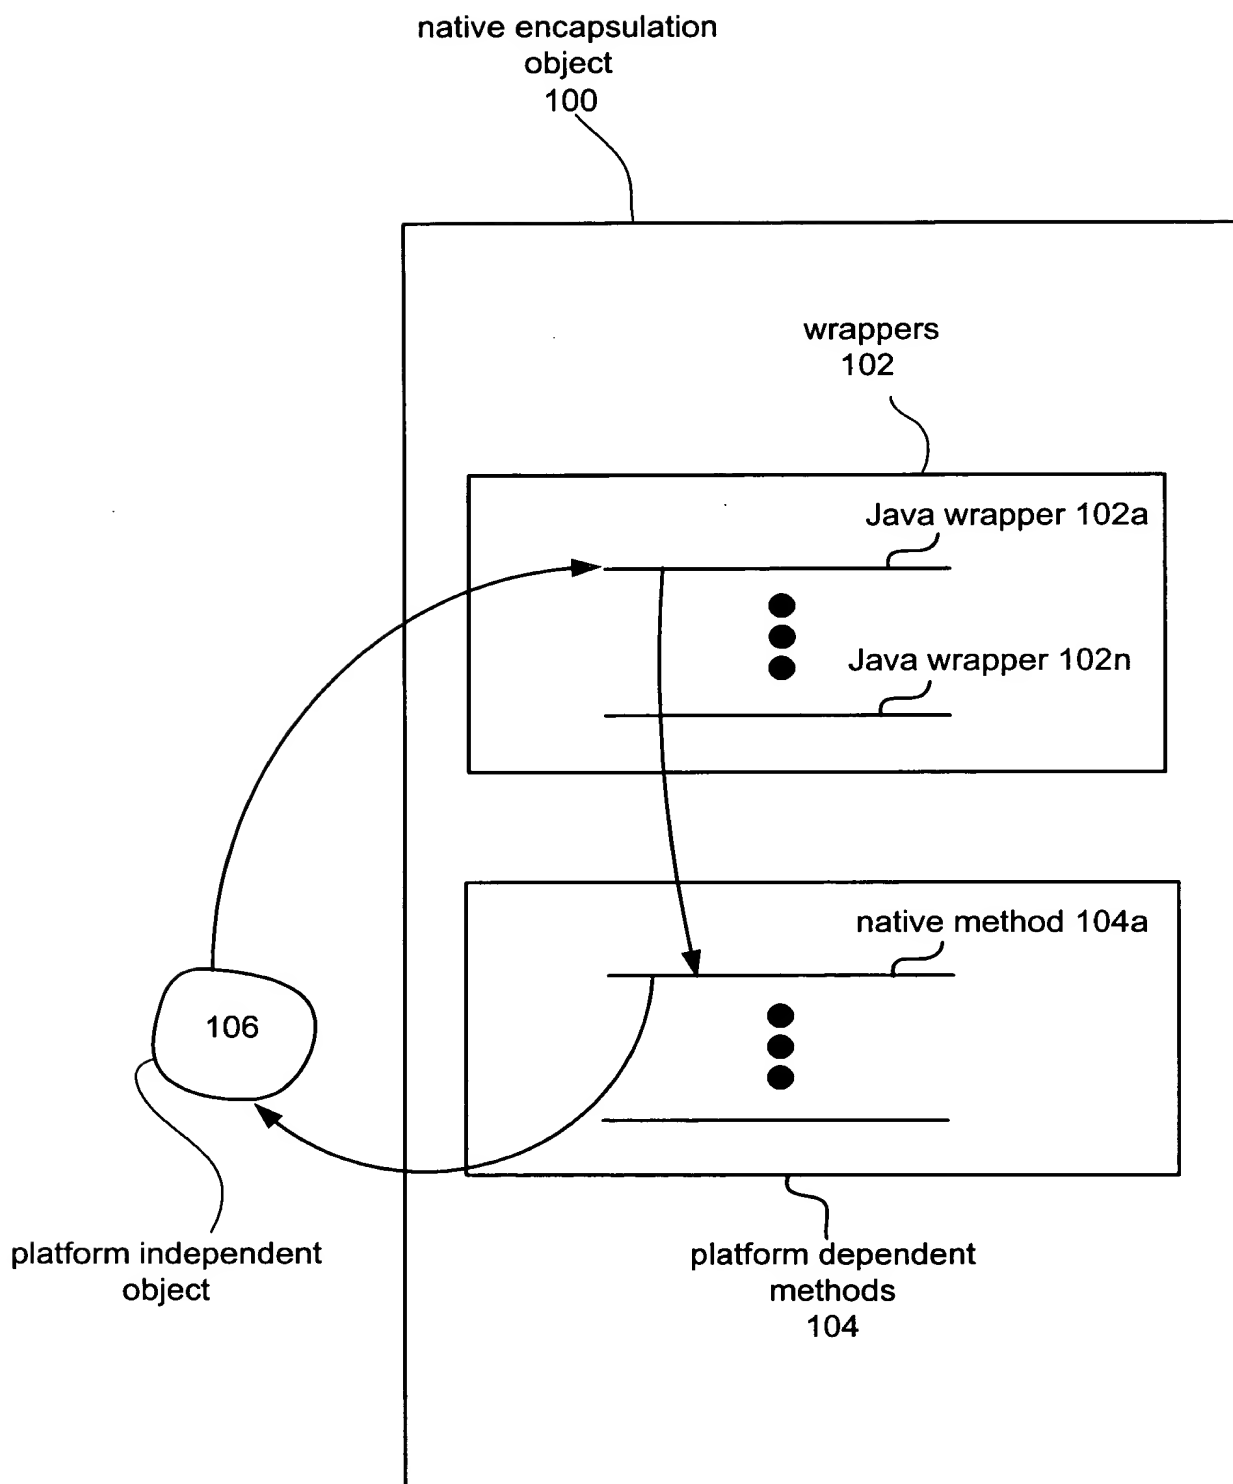 native encapsulation
object
100
wrappers
102
Java wrapper 102a
Java wrapper 102n
native method 104a
106
platform independent
object
platform dependent
methods
104